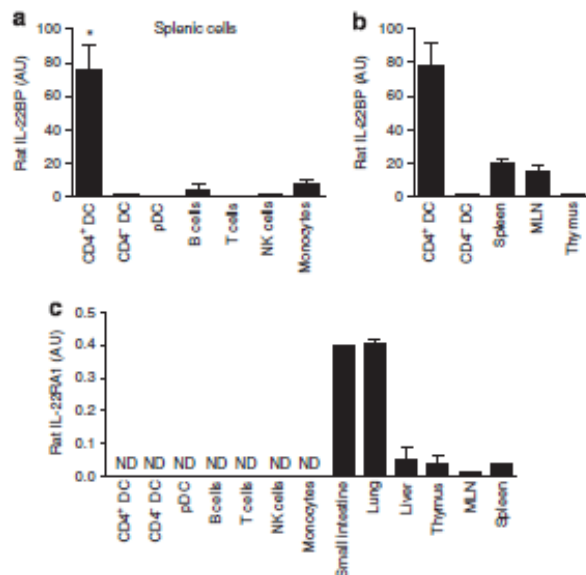 a
Splenic cells
Rat IL-22BP (AU)
100
80
60
40
20
0
*
CD4+ DC
CD4- DC
pDC
B cells
T cells
NK cells
Monocytes
b
Rat IL-22BP (AU)
100
80
60
40
20
0
CD4+ DC
CD4- DC
Spleen
MLN
Thymus
c
Rat IL-22RA1 (AU)
0.5
0.4
0.3
0.2
0.1
0.0
ND ND ND ND ND ND ND
CD4+ DC
CD4- DC
pDC
B cells
T cells
NK cells
Monocytes
Small intestine
Lung
Liver
Thymus
MLN
Spleen